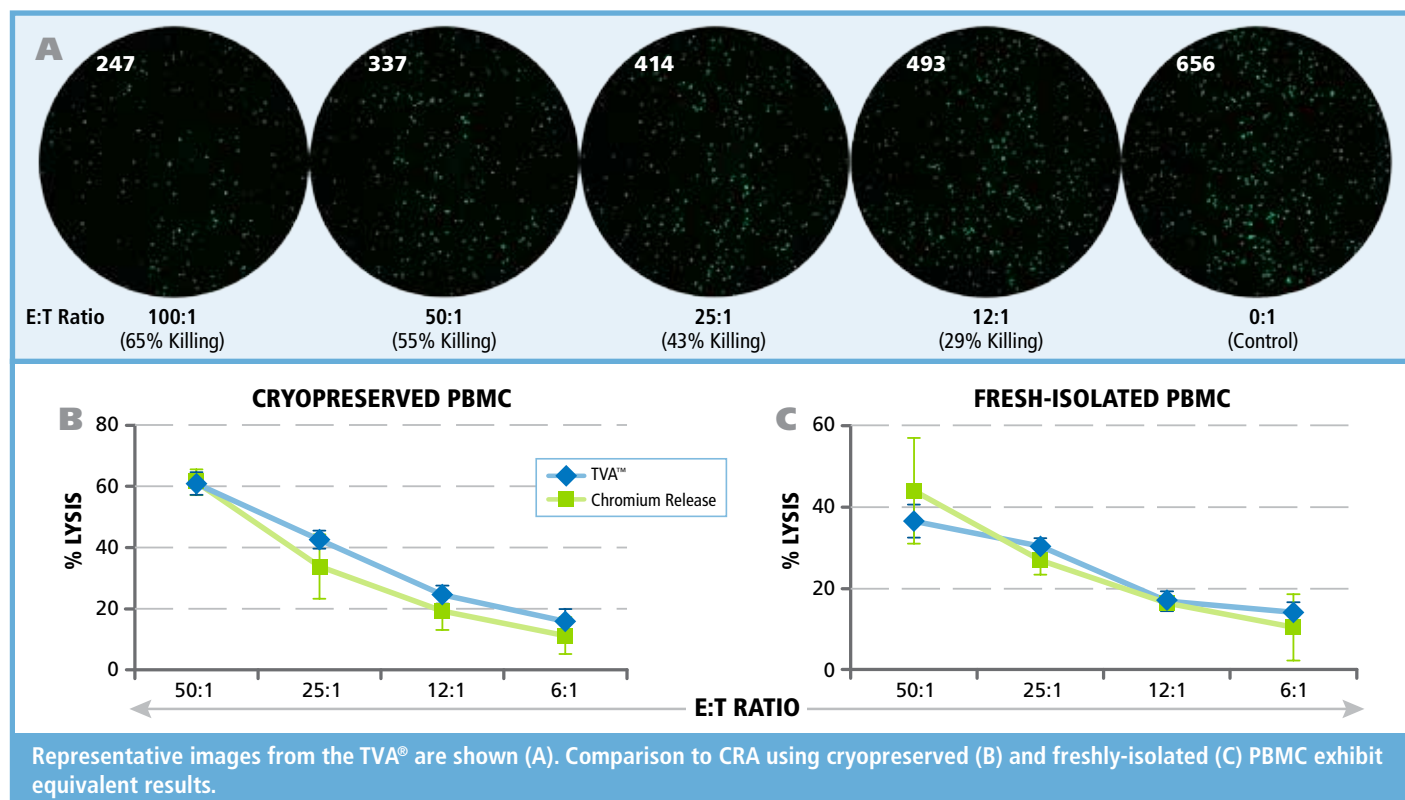 A
247
337
414
493
656
E:T Ratio
100:1
50:1
25:1
12:1
0:1
(65% Killing)
(55% Killing)
(43% Killing)
(29% Killing)
(Control)
B
CRYOPRESERVED PBMC
80
60
40
20
0
% LYSIS
50:1
25:1
12:1
6:1
TVA™
Chromium Release
C
FRESH-ISOLATED PBMC
60
40
20
0
% LYSIS
50:1
25:1
12:1
6:1
E:T RATIO
Representative images from the TVA® are shown (A). Comparison to CRA using cryopreserved (B) and freshly-isolated (C) PBMC exhibit
equivalent results.